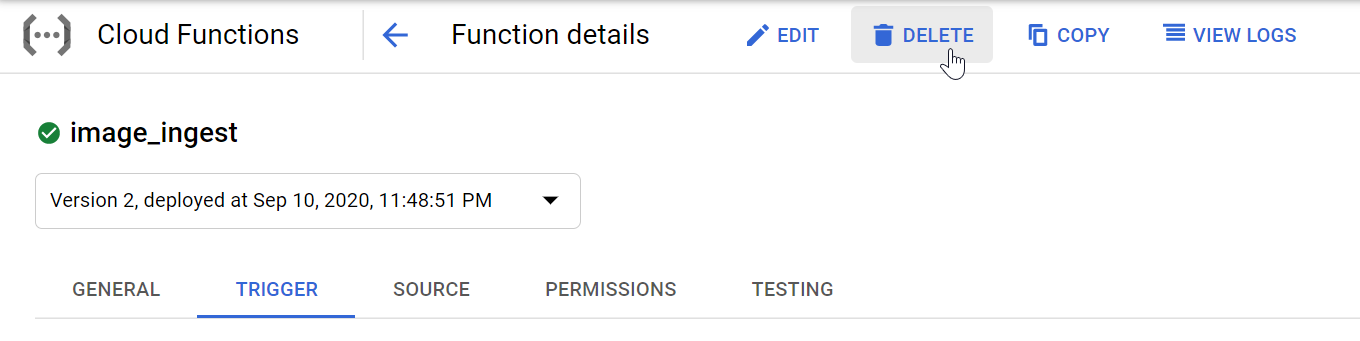 Cloud Functions Function details EDIT DELETE COPY VIEW LOGS
image_ingest
Version 2, deployed at Sep 10, 2020, 11:48:51 PM
GENERAL TRIGGER SOURCE PERMISSIONS TESTING